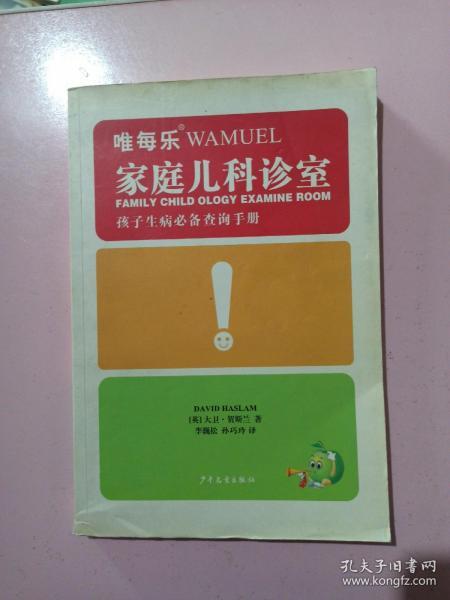 唯每乐® WAMUEL
家庭儿科诊室
FAMILY CHILD OLOGY EXAMINE ROOM
孩子生病必备查询手册
!
DAVID HASLAM
[英] 大卫·贺斯兰 著
李巍松 孙巧玲 译
少年儿童出版社
孔夫子旧书网
www.kongfz.com